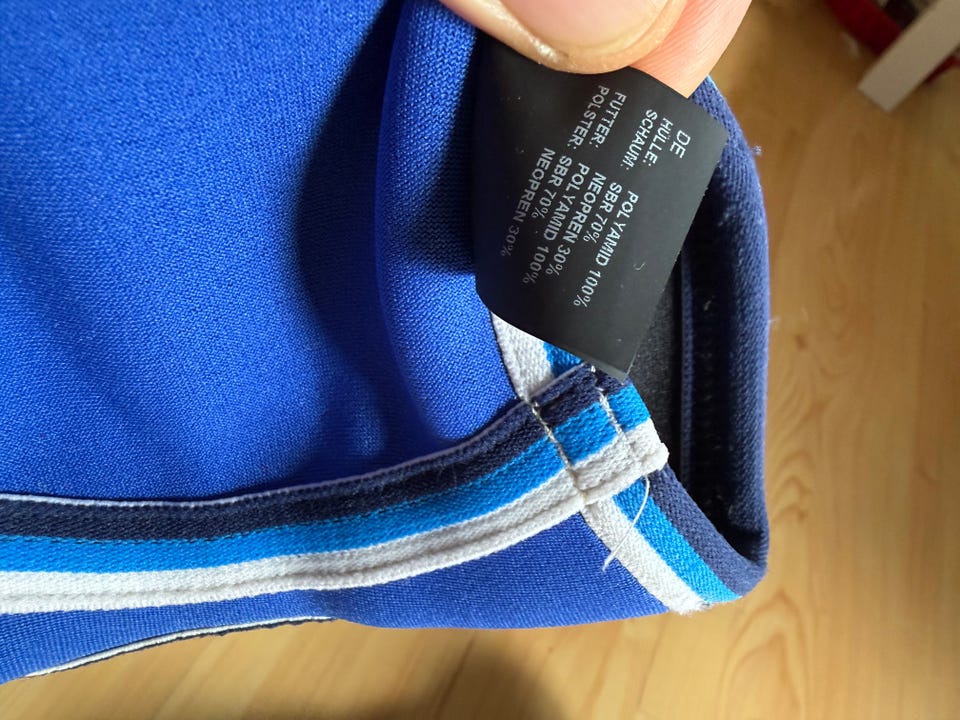 DE
HÜLLE: POLYAMID 100%
SCHAUM: SBR 70%
NEOPREN 30%
FUTTER: POLYAMID 100%
POLSTER: SBR 70%
NEOPREN 30%